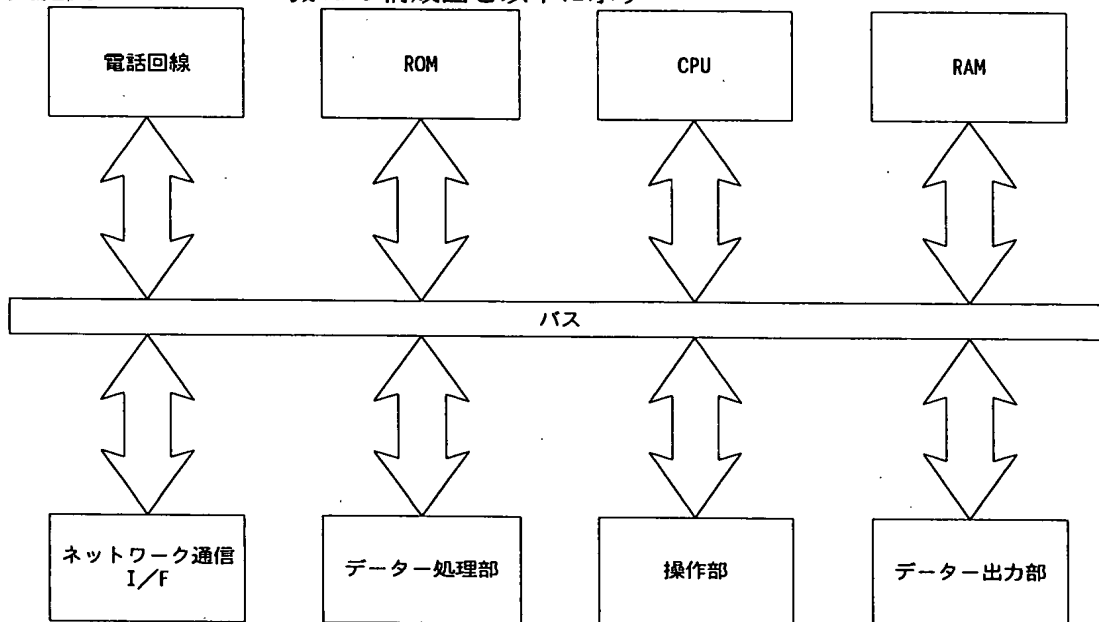 電話回線
ROM
CPU
RAM
バス
ネットワーク通信
I/F
データー処理部
操作部
データー出力部